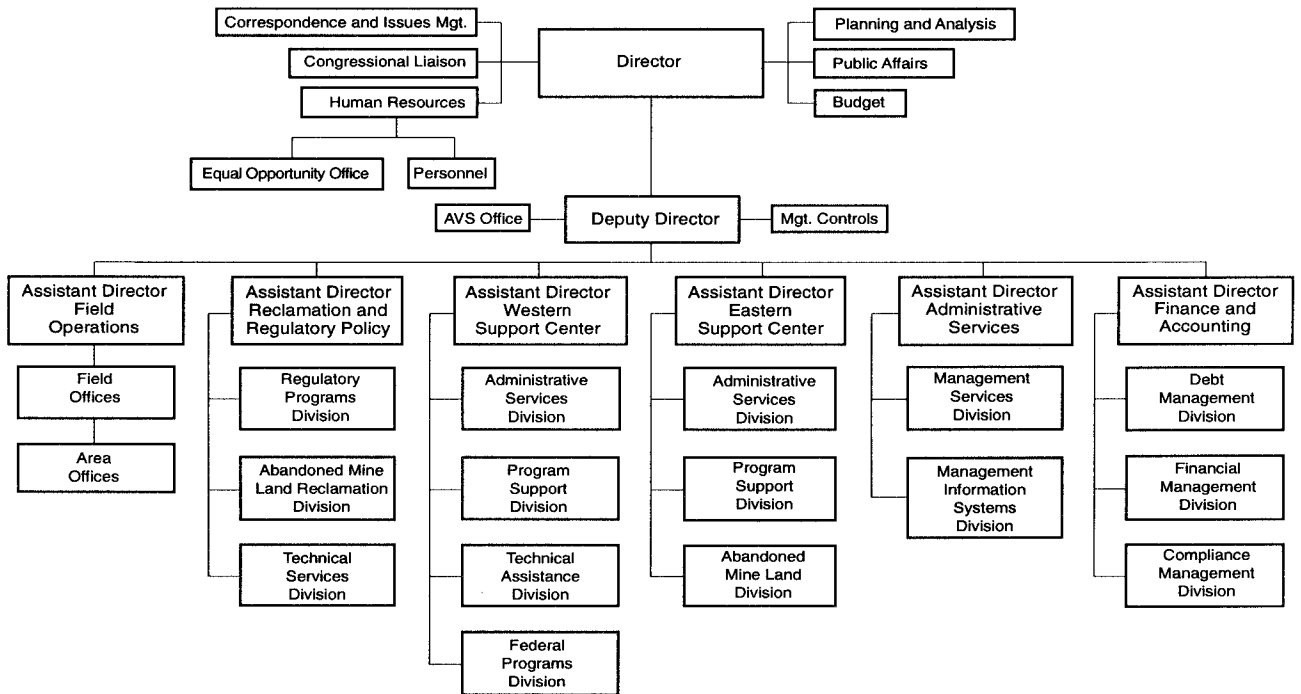 Correspondence and Issues Mgt.
Congressional Liaison
Human Resources
Equal Opportunity Office
Personnel
Director
Planning and Analysis
Public Affairs
Budget
AVS Office
Deputy Director
Mgt. Controls
Assistant Director
Field
Operations
Field
Offices
Area
Offices
Assistant Director
Reclamation and
Regulatory Policy
Regulatory
Programs
Division
Abandoned Mine
Land Reclamation
Division
Technical
Services
Division
Assistant Director
Western
Support Center
Administrative
Services
Division
Program
Support
Division
Technical
Assistance
Division
Federal
Programs
Division
Assistant Director
Eastern
Support Center
Administrative
Services
Division
Program
Support
Division
Abandoned
Mine Land
Division
Assistant Director
Administrative
Services
Management
Services
Division
Management
Information
Systems
Division
Assistant Director
Finance and
Accounting
Debt
Management
Division
Financial
Management
Division
Compliance
Management
Division